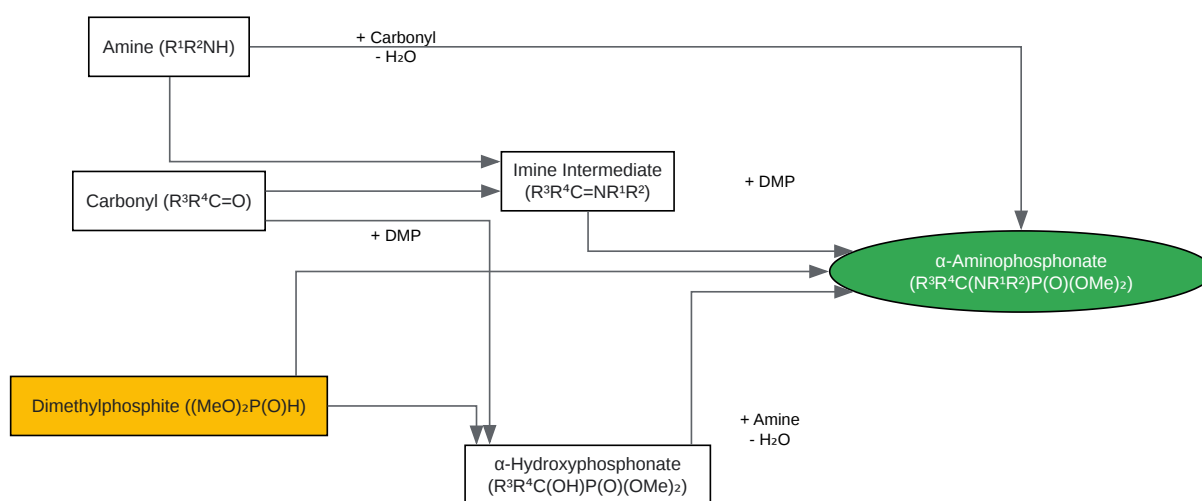 Amine (R¹R²NH)
+ Carbonyl
- H₂O
Imine Intermediate
(R³R⁴C=NR¹R²)
+ DMP
Carbonyl (R³R⁴C=O)
+ DMP
α-Aminophosphonate
(R³R⁴C(NR¹R²)P(O)(OMe)₂)
Dimethylphosphite ((MeO)₂P(O)H)
+ Amine
- H₂O
α-Hydroxyphosphonate
(R³R⁴C(OH)P(O)(OMe)₂)